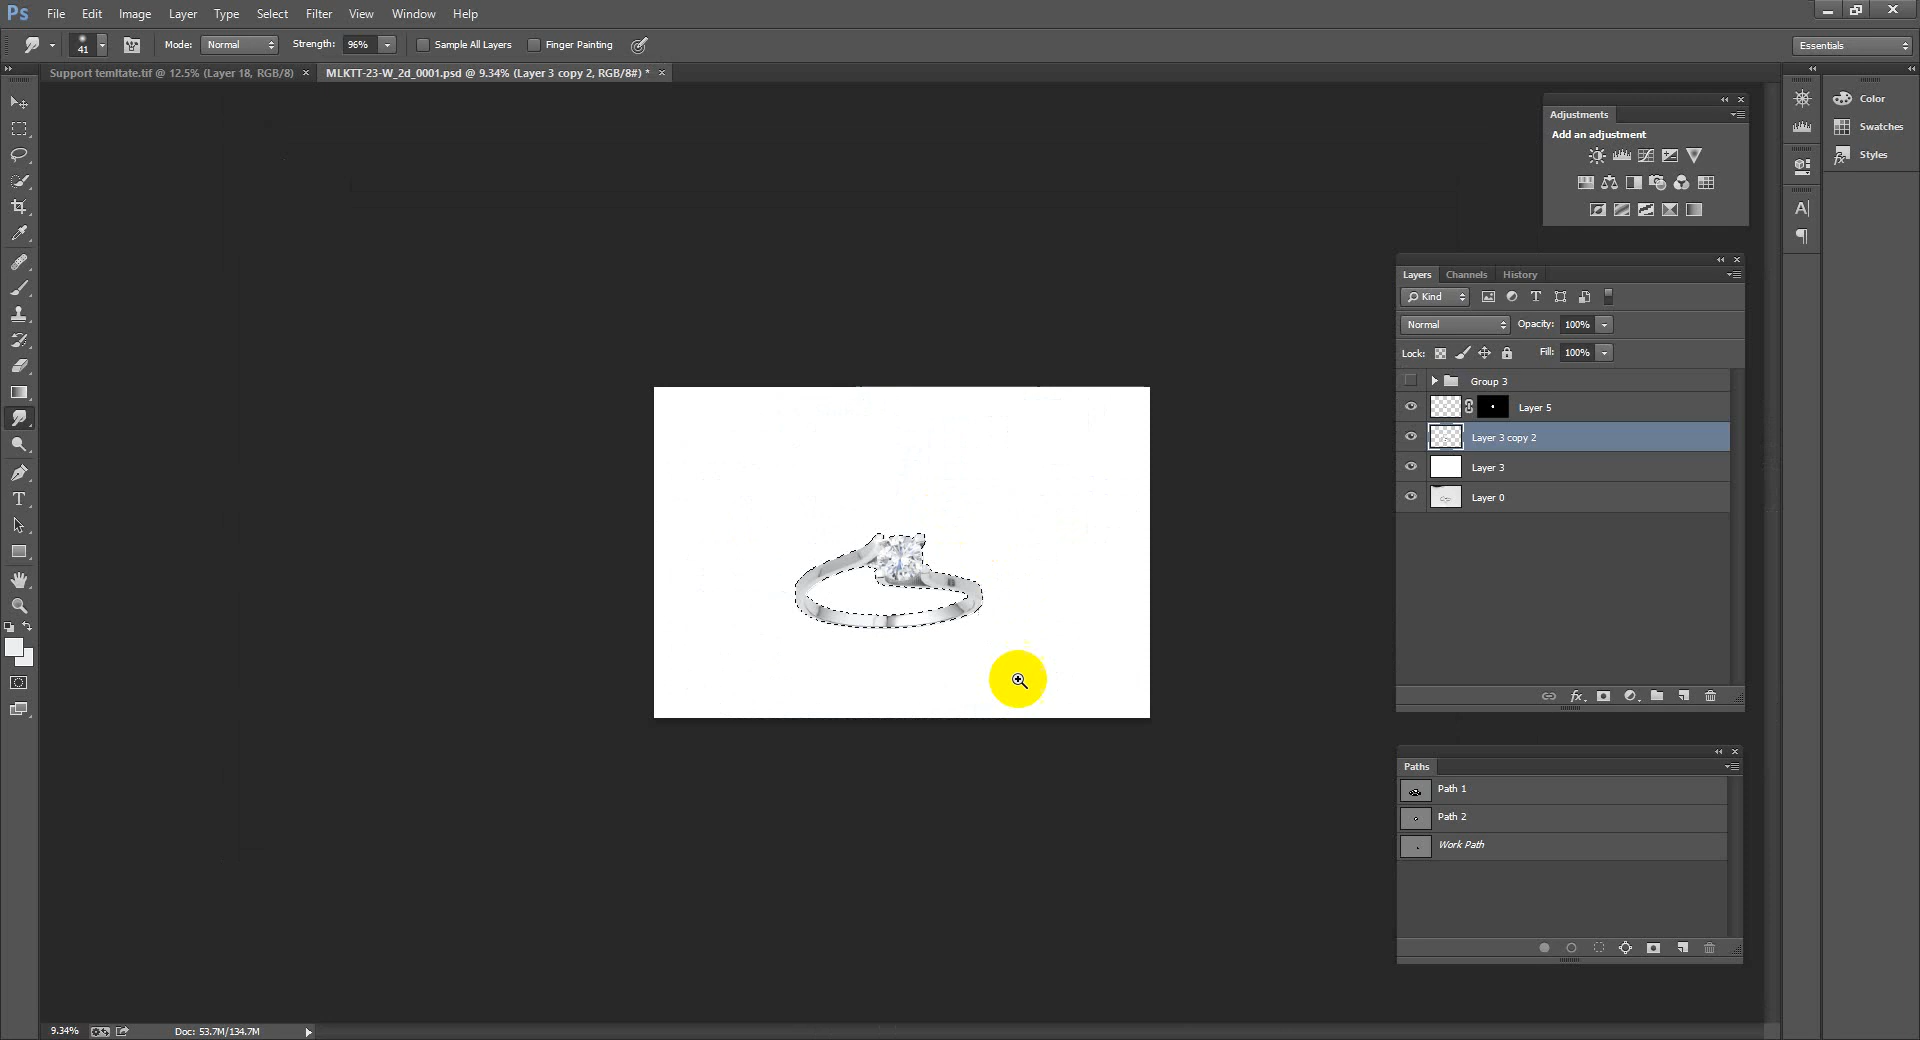 Ps File Edit Image Layer Type Select Filter View Window Help
41 Mode: Normal Strength: 96% Sample All Layers Finger Painting Essentials
Support temltate.tif @ 12.5% (Layer 18, RGB/8) × MLKTT-23-W_2d_0001.psd @ 9.34% (Layer 3 copy 2, RGB/8#) * ×
Color
Swatches
Styles
Adjustments
Add an adjustment
Layers Channels History
Kind
Normal Opacity: 100%
Lock: Fill: 100%
Group 3
Layer 5
Layer 3 copy 2
Layer 3
Layer 0
fx
Paths
Path 1
Path 2
Work Path
9.34% Doc: 53.7M/134.7M